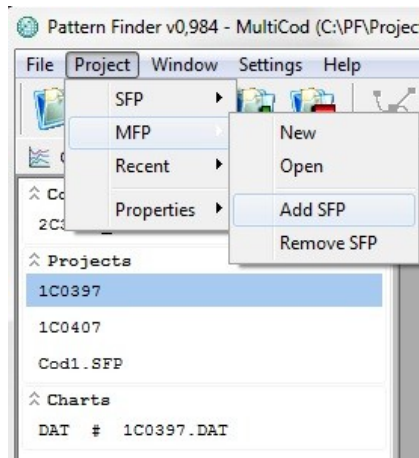 Pattern Finder v0,984 - MultiCod (C:\PF\Projec
File Project Window Settings Help
SFP
MFP
Recent
Properties
New
Open
Add SFP
Remove SFP
Projects
1C0397
1C0407
Cod1.SFP
Charts
DAT # 1C0397.DAT